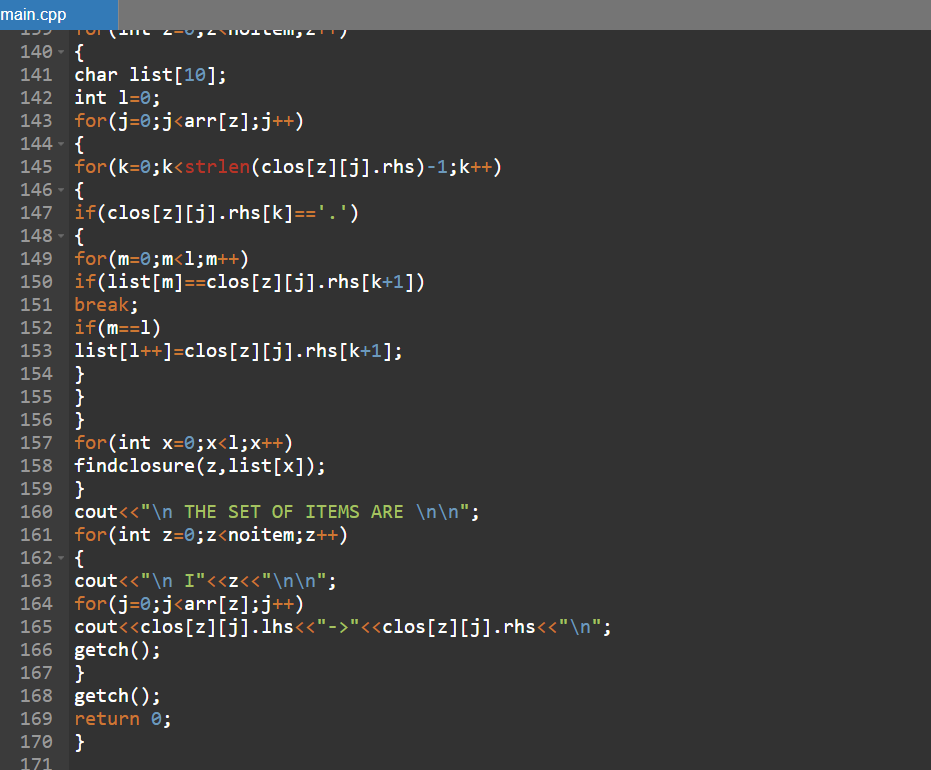 main.cpp
139 for(int z=0;z<noitem;z++)
140 {
141 char list[10];
142 int l=0;
143 for(j=0;j<arr[z];j++)
144 {
145 for(k=0;k<strlen(clos[z][j].rhs)-1;k++)
146 {
147 if(clos[z][j].rhs[k]=='.')
148 {
149 for(m=0;m<l;m++)
150 if(list[m]==clos[z][j].rhs[k+1])
151 break;
152 if(m==l)
153 list[l++]=clos[z][j].rhs[k+1];
154 }
155 }
156 }
157 for(int x=0;x<l;x++)
158 findclosure(z,list[x]);
159 }
160 cout<<"\n THE SET OF ITEMS ARE \n\n";
161 for(int z=0;z<noitem;z++)
162 {
163 cout<<"\n I"<<z<<"\n\n";
164 for(j=0;j<arr[z];j++)
165 cout<<clos[z][j].lhs<<"->"<<clos[z][j].rhs<<"\n";
166 getch();
167 }
168 getch();
169 return 0;
170 }
171